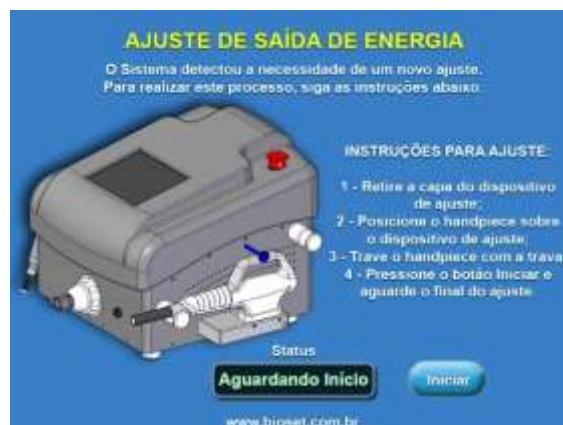 AJUSTE DE SAÍDA DE ENERGIA
O Sistema detectou a necessidade de um novo ajuste.
Para realizar este processo, siga as instruções abaixo:
INSTRUÇÕES PARA AJUSTE:
1 - Retire a capa do dispositivo
de ajuste;
2 - Posicione o handpiece sobre
o dispositivo de ajuste;
3 - Trave o handpiece com a trava
4 - Pressione o botão Iniciar e
aguarde o final do ajuste.
Status
Aguardando Início
Iniciar
www.bioset.com.br